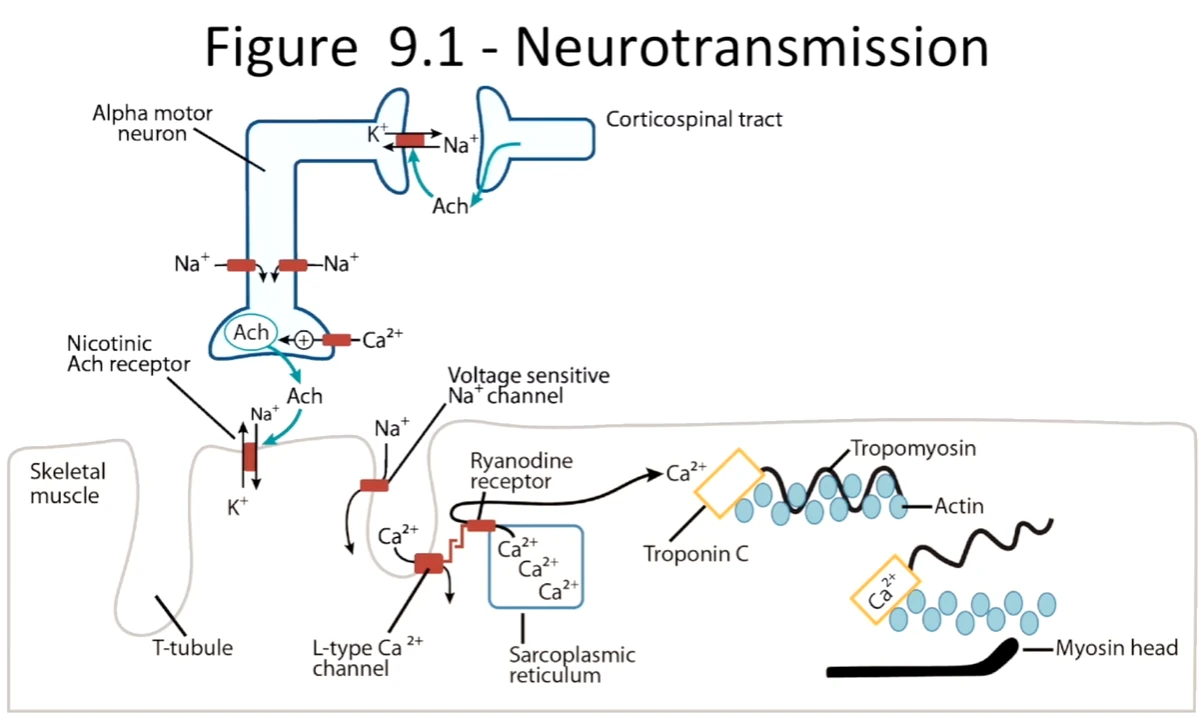 Figure 9.1 - Neurotransmission
Alpha motor
neuron
K⁺
Na⁺
Corticospinal tract
Ach
Na⁺
Na⁺
Ach
+
Ca²⁺
Nicotinic
Ach receptor
Ach
Na⁺
K⁺
Voltage sensitive
Na⁺ channel
Na⁺
Skeletal
muscle
Ryanodine
receptor
Ca²⁺
Tropomyosin
Actin
Troponin C
Ca²⁺
Ca²⁺
Ca²⁺
Ca²⁺
Ca²⁺
T-tubule
L-type Ca ²⁺
channel
Sarcoplasmic
reticulum
Myosin head